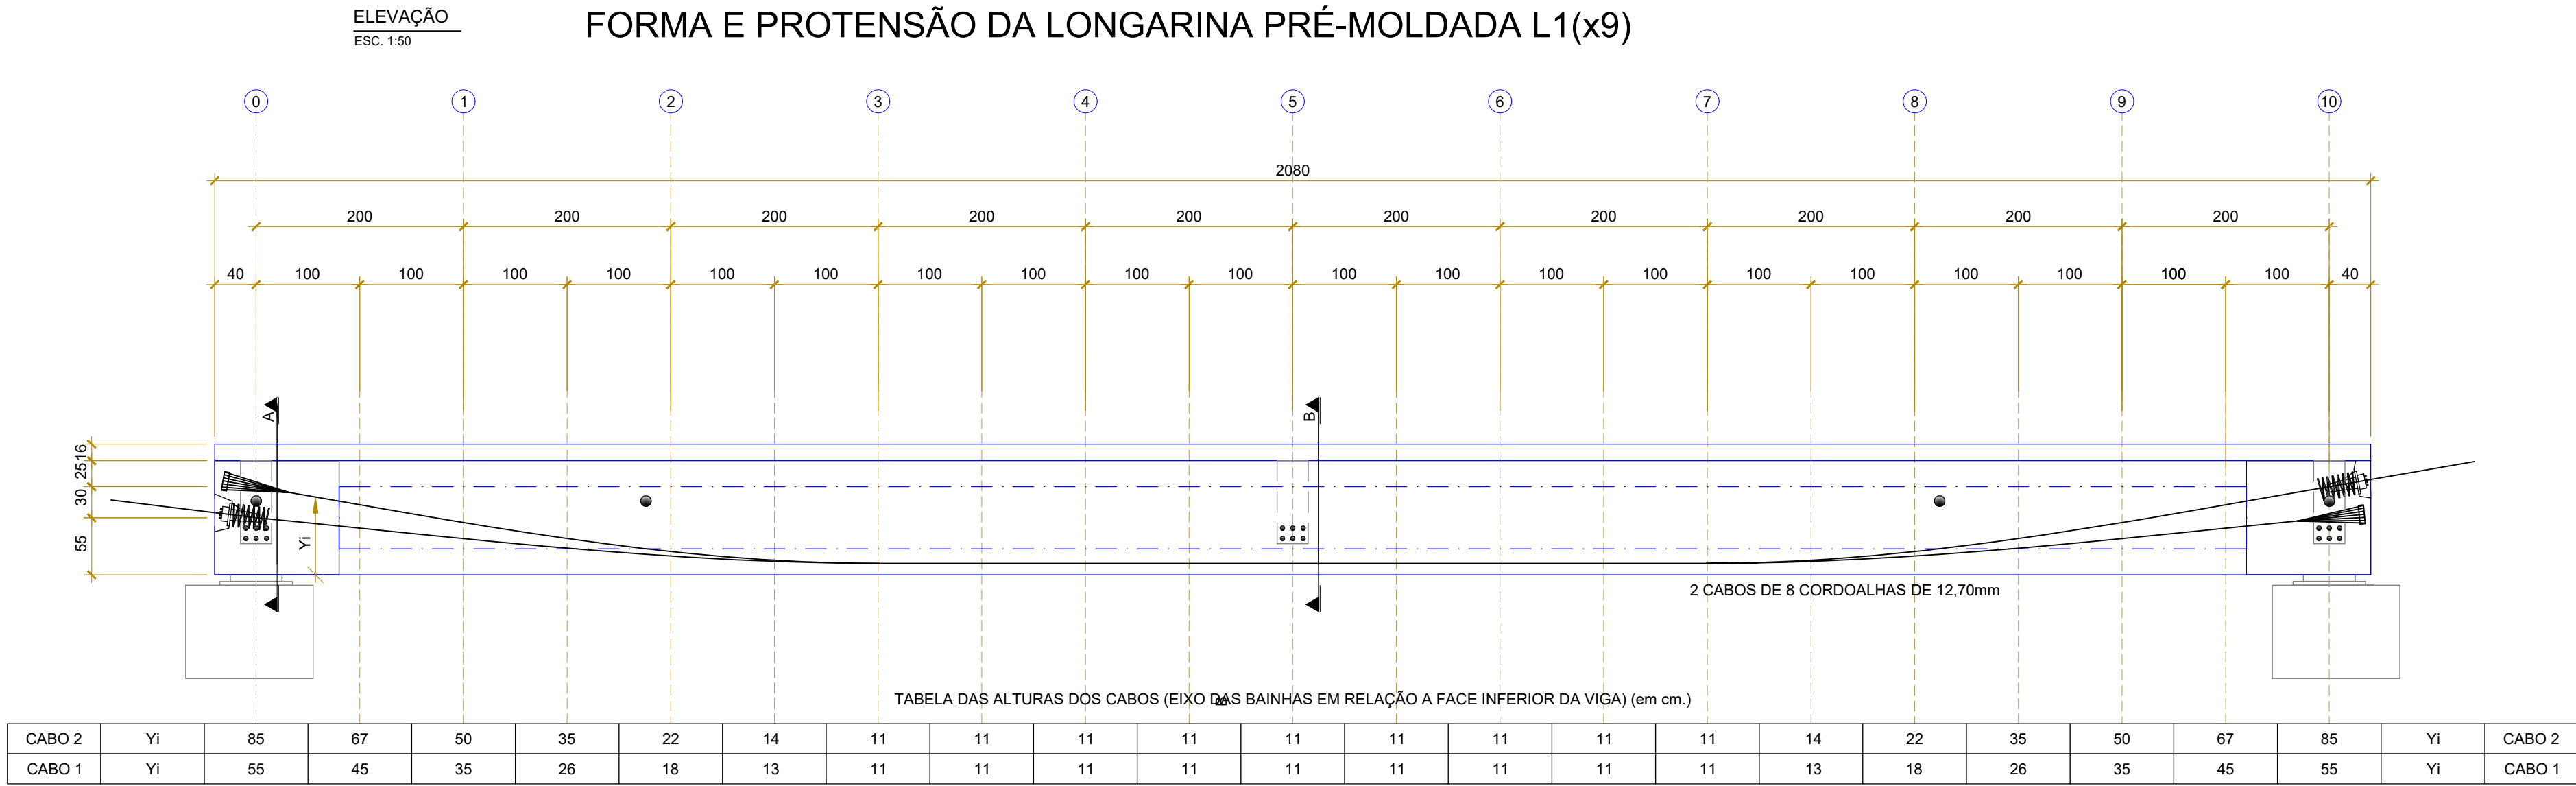 ELEVAÇÃO
ESC. 1:50
FORMA E PROTENSÃO DA LONGARINA PRÉ-MOLDADA L1(x9)
0 1 2 3 4 5 6 7 8 9 10
2080
200 200 200 200 200 200 200 200 200 200
40 100 100 100 100 100 100 100 100 100 100 100 100 100 100 100 100 100 100 100 100 40
A
B
16
25
30
55
Yi
2 CABOS DE 8 CORDOALHAS DE 12,70mm
TABELA DAS ALTURAS DOS CABOS (EIXO DAS BAINHAS EM RELAÇÃO A FACE INFERIOR DA VIGA) (em cm.)
B
CABO 2 Yi 85 67 50 35 22 14 11 11 11 11 11 11 11 11 11 14 22 35 50 67 85 Yi CABO 2
CABO 1 Yi 55 45 35 26 18 13 11 11 11 11 11 11 11 11 11 13 18 26 35 45 55 Yi CABO 1